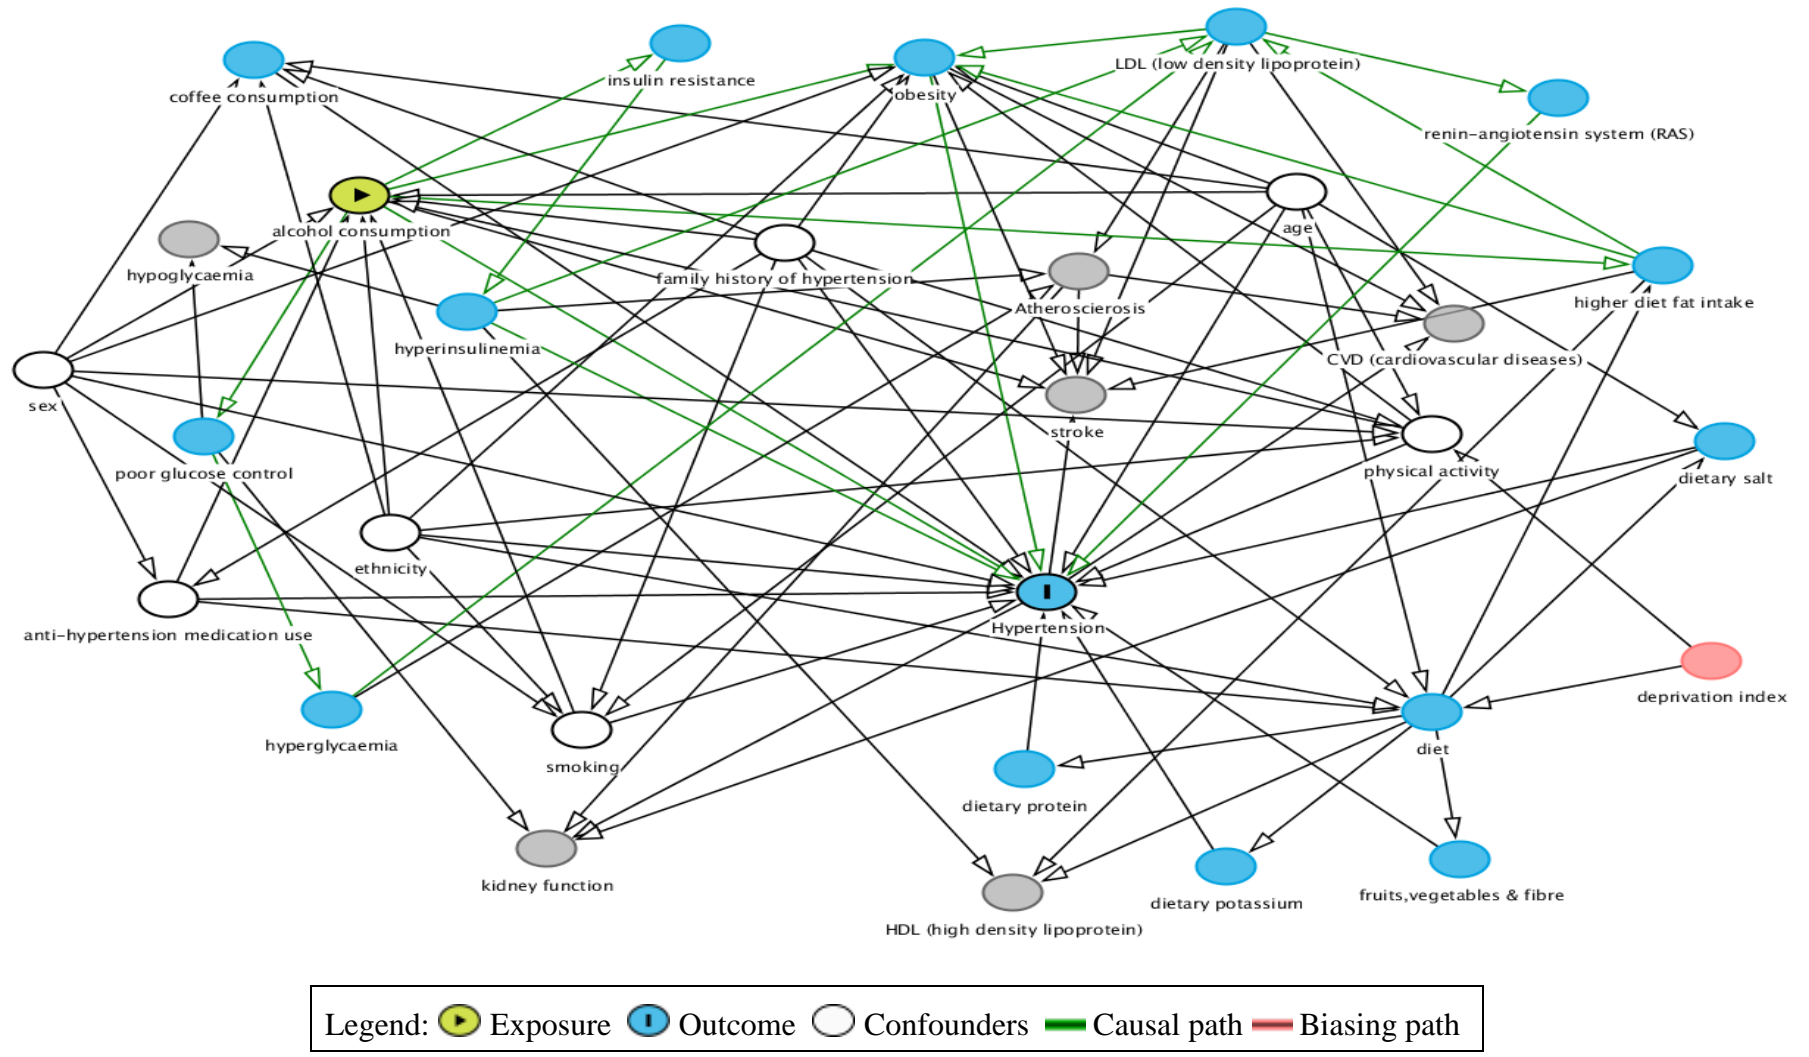 LDL (low density lipoprotein)
insulin resistance
obesity
coffee consumption
renin-angiotensin system (RAS)
alcohol consumption
age
hypoglycaemia
family history of hypertension
higher diet fat intake
Atheroscierosis
hyperinsulinemia
CVD (cardiovascular diseases)
sex
stroke
poor glucose control
physical activity
dietary salt
ethnicity
Hypertension
anti-hypertension medication use
deprivation index
hyperglycaemia
diet
smoking
dietary protein
kidney function
fruits,vegetables & fibre
dietary potassium
HDL (high density lipoprotein)
Legend: Exposure Outcome Confounders Causal path Biasing path